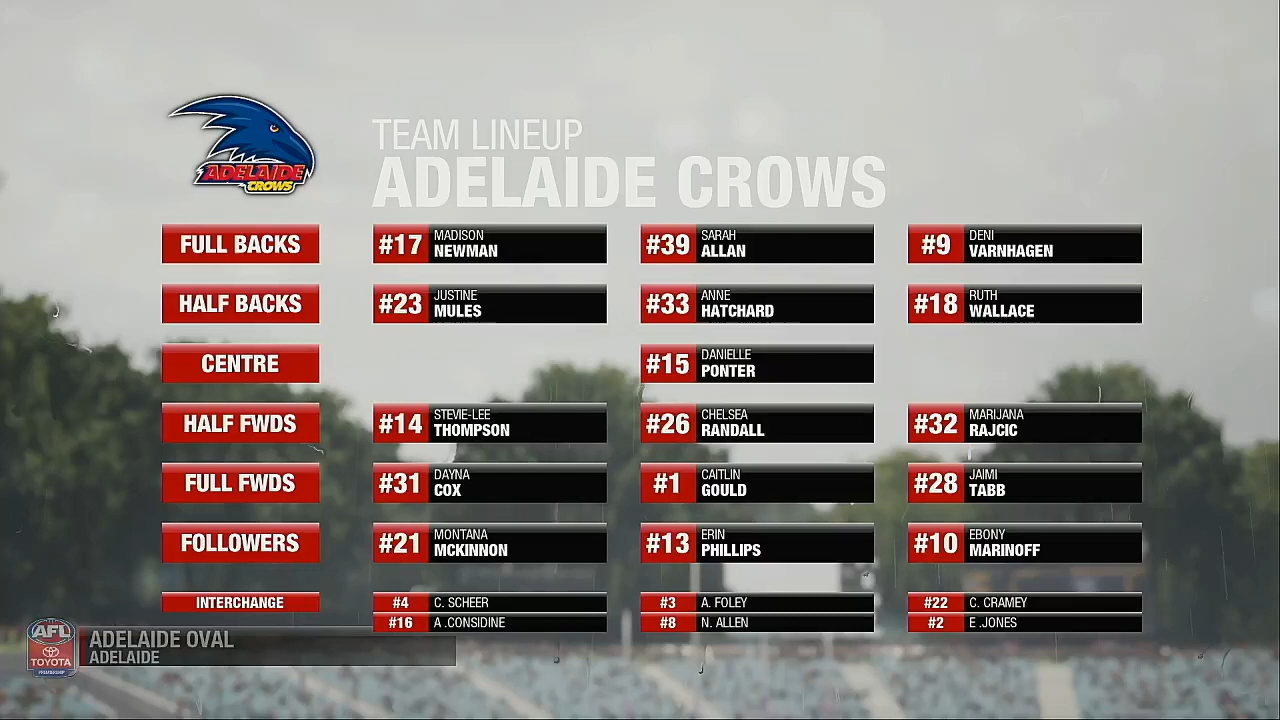 TEAM LINEUP
ADELAIDE CROWS
ADELAIDE
CROWS
FULL BACKS
#17 MADISON NEWMAN
#39 SARAH ALLAN
#9 DENI VARNHAGEN
HALF BACKS
#23 JUSTINE MULES
#33 ANNE HATCHARD
#18 RUTH WALLACE
CENTRE
#15 DANIELLE PONTER
HALF FWDS
#14 STEVIE-LEE THOMPSON
#26 CHELSEA RANDALL
#32 MARIJANA RAJCIC
FULL FWDS
#31 DAYNA COX
#1 CAITLIN GOULD
#28 JAIMI TABB
FOLLOWERS
#21 MONTANA MCKINNON
#13 ERIN PHILLIPS
#10 EBONY MARINOFF
INTERCHANGE
#4 C. SCHEER
#3 A. FOLEY
#22 C. CRAMEY
#16 A .CONSIDINE
#8 N. ALLEN
#2 E .JONES
AFL
TOYOTA
PREMIERSHIP
ADELAIDE OVAL
ADELAIDE